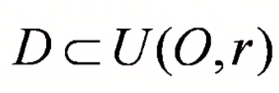 D ⊂ U(O,r)